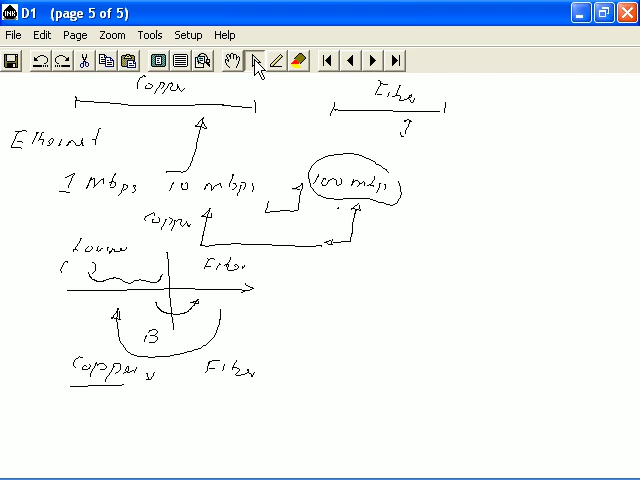 D1 (page 5 of 5)
File Edit Page Zoom Tools Setup Help
Copper Fiber
Ethernet
1 mbps 10 mbps 100 mbp
Copper
Fiber
B
Copper Fiber